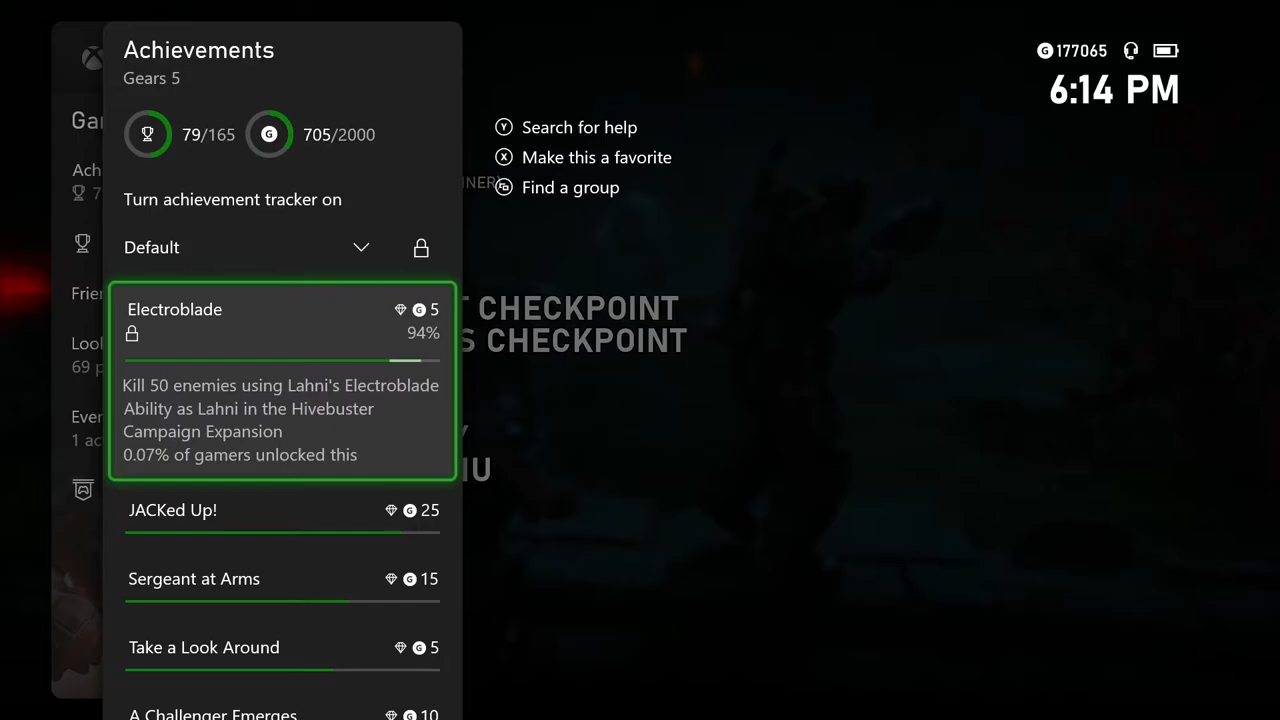 Achievements
Gears 5
79/165
705/2000
Turn achievement tracker on
Default
Electroblade
G 5
94%
Kill 50 enemies using Lahni's Electroblade
Ability as Lahni in the Hivebuster
Campaign Expansion
0.07% of gamers unlocked this
JACKed Up!
G 25
Sergeant at Arms
G 15
Take a Look Around
G 5
A Challenger Emerges
G 10
Y Search for help
X Make this a favorite
Find a group
G 177065
6:14 PM
CHECKPOINT
S CHECKPOINT
69 p
1 ac